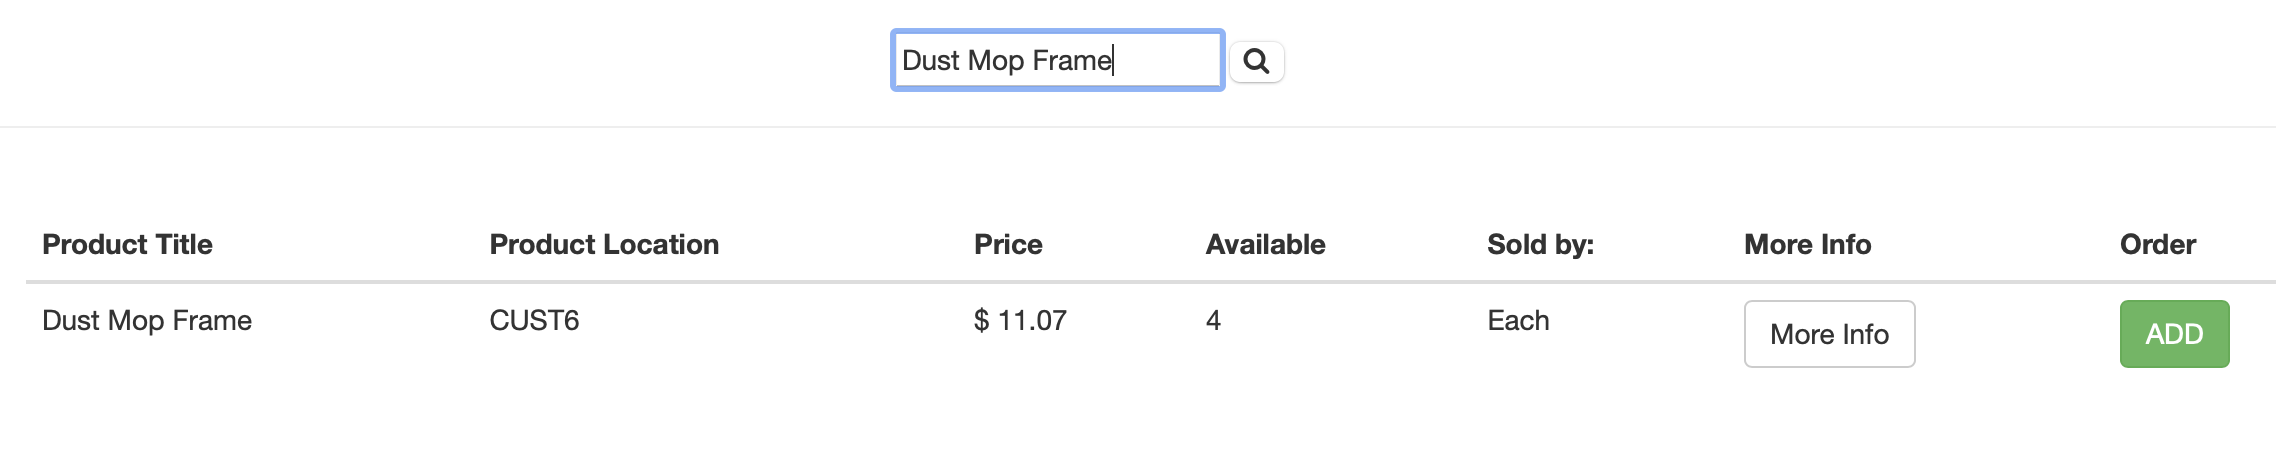 Dust Mop Frame
Product Title Product Location Price Available Sold by: More Info Order
Dust Mop Frame CUST6 $ 11.07 4 Each More Info ADD